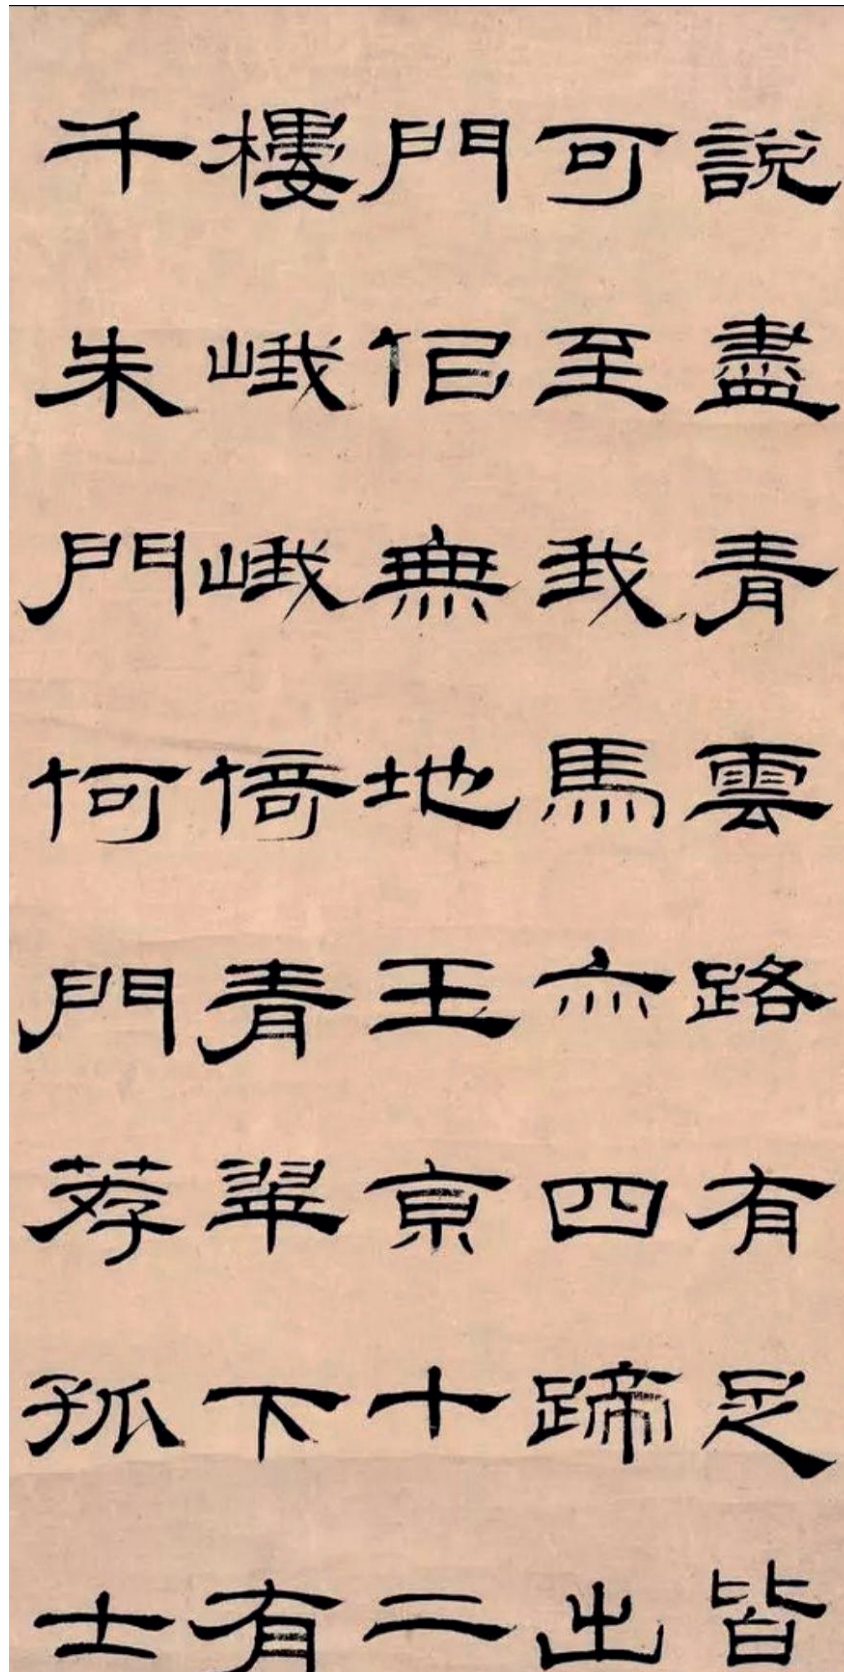 說盡青雲路有足皆
可至我馬亦四蹄出
門似無地玉京十二
樓峨峨倚青翠下有
千朱門何門荐孤士